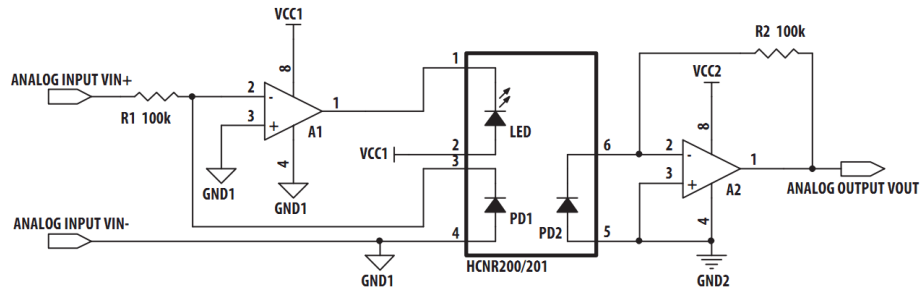 VCC1
R2 100k
ANALOG INPUT VIN+
R1 100k
2
-
3
+
8
4
1
A1
GND1
GND1
1
LED
2
VCC1
3
PD1
4
ANALOG INPUT VIN-
GND1
HCNR200/201
6
PD2
5
VCC2
8
2
-
3
+
1
A2
4
GND2
ANALOG OUTPUT VOUT